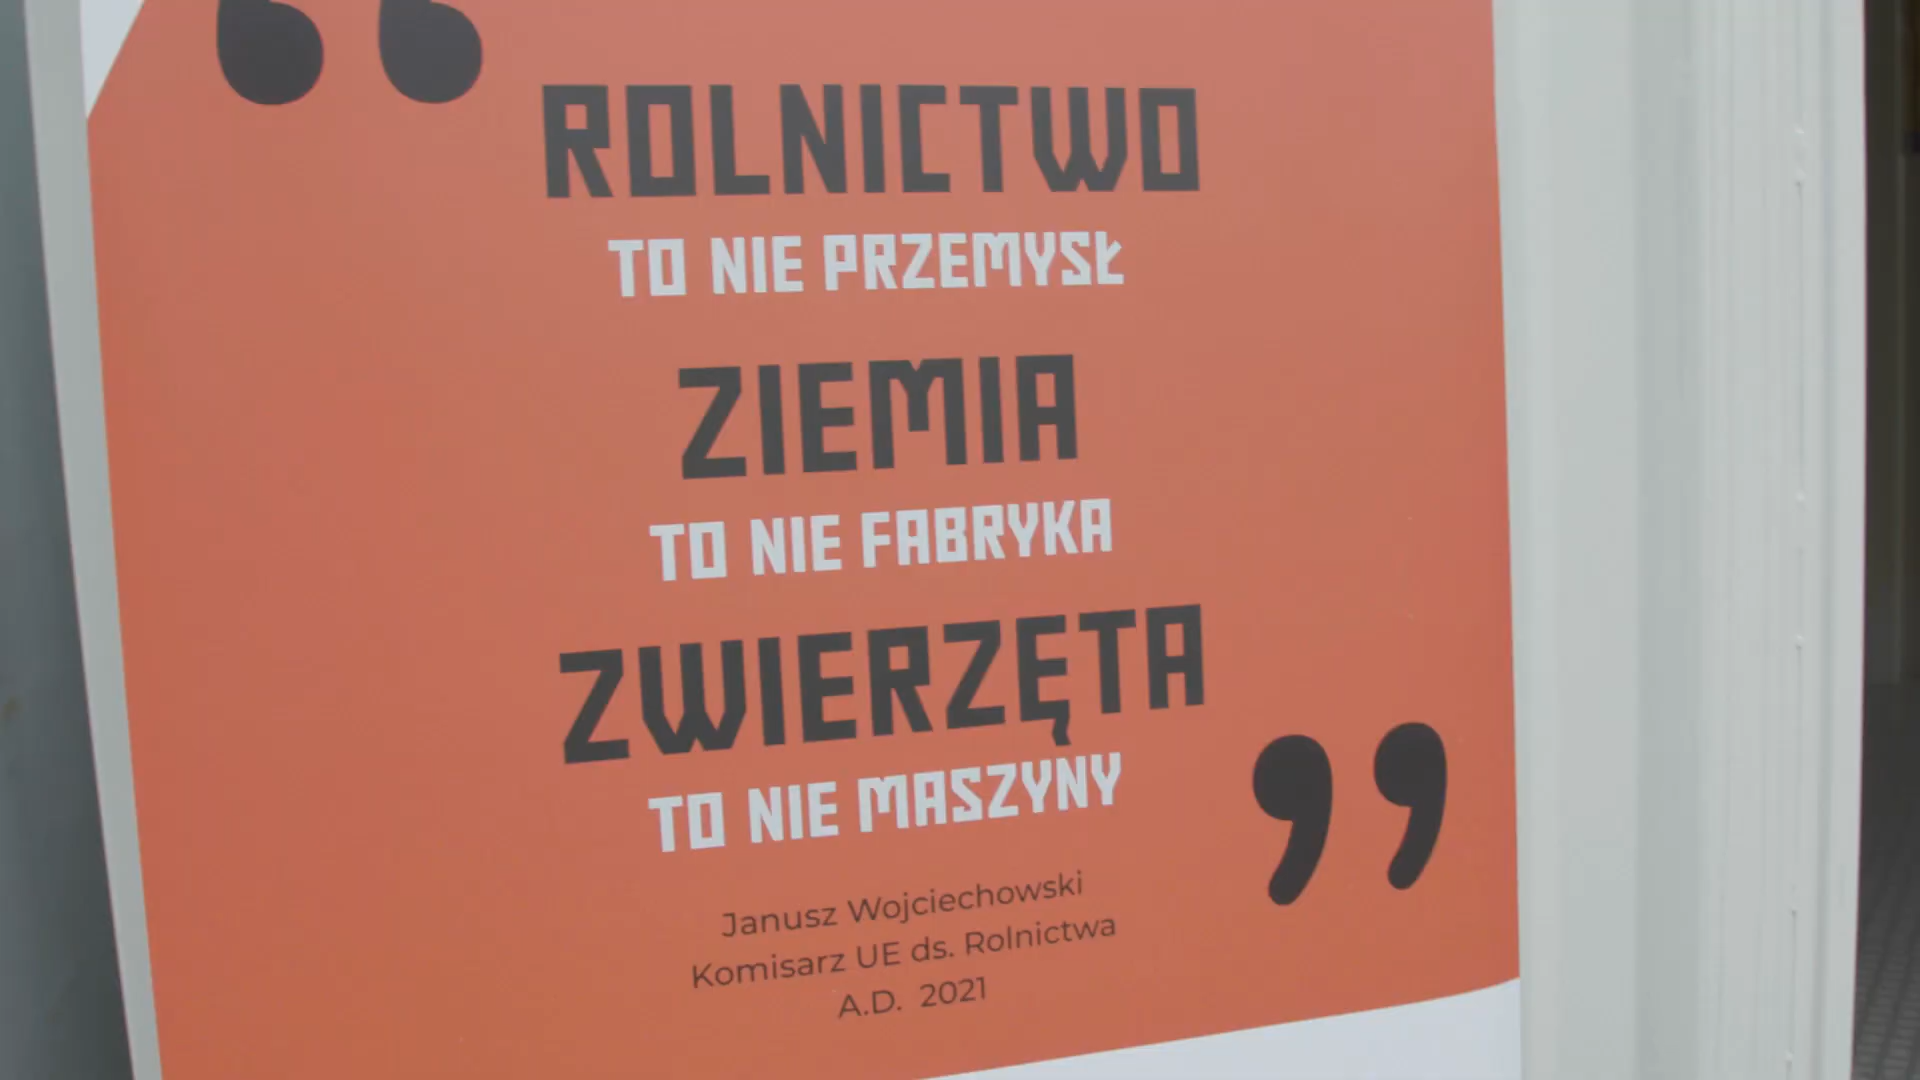 “
ROLNICTWO
TO NIE PRZEMYSŁ
ZIEMIA
TO NIE FABRYKA
ZWIERZĘTA
TO NIE MASZYNY
”
Janusz Wojciechowski
Komisarz UE ds. Rolnictwa
A.D. 2021